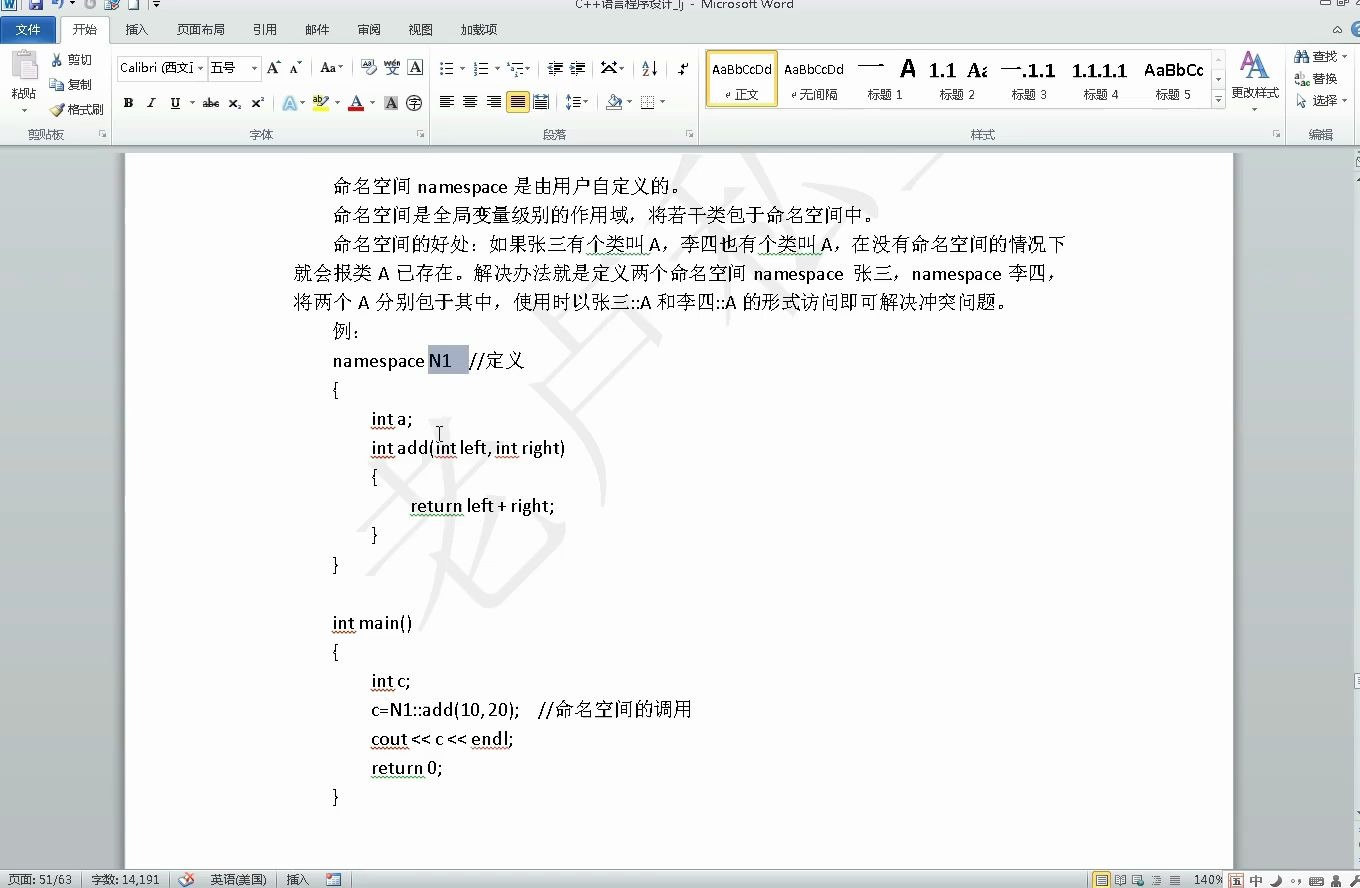 C++语言程序设计_lj - Microsoft Word
文件 开始 插入 页面布局 引用 邮件 审阅 视图 加载项
剪切
复制
格式刷
粘贴
剪贴板
Calibri (西文) 五号
字体
段落
AaBbCcDd AaBbCcDd 一 A 1.1 Aa 一.1.1 1.1.1.1 AaBbCc
正文 无间隔 标题 1 标题 2 标题 3 标题 4 标题 5
更改样式
样式
查找
替换
选择
编辑
命名空间 namespace 是由用户自定义的。
命名空间是全局变量级别的作用域，将若干类包于命名空间中。
命名空间的好处：如果张三有个类叫 A，李四也有个类叫 A，在没有命名空间的情况下
就会报类 A 已存在。解决办法就是定义两个命名空间 namespace 张三，namespace 李四，
将两个 A 分别包于其中，使用时以张三::A 和李四::A 的形式访问即可解决冲突问题。
例：
namespace N1 //定义
{
int a;
int add(int left, int right)
{
return left + right;
}
}
int main()
{
int c;
c=N1::add(10, 20); //命名空间的调用
cout << c << endl;
return 0;
}
页面: 51/63 字数: 14,191 英语(美国) 插入 140% 五 中